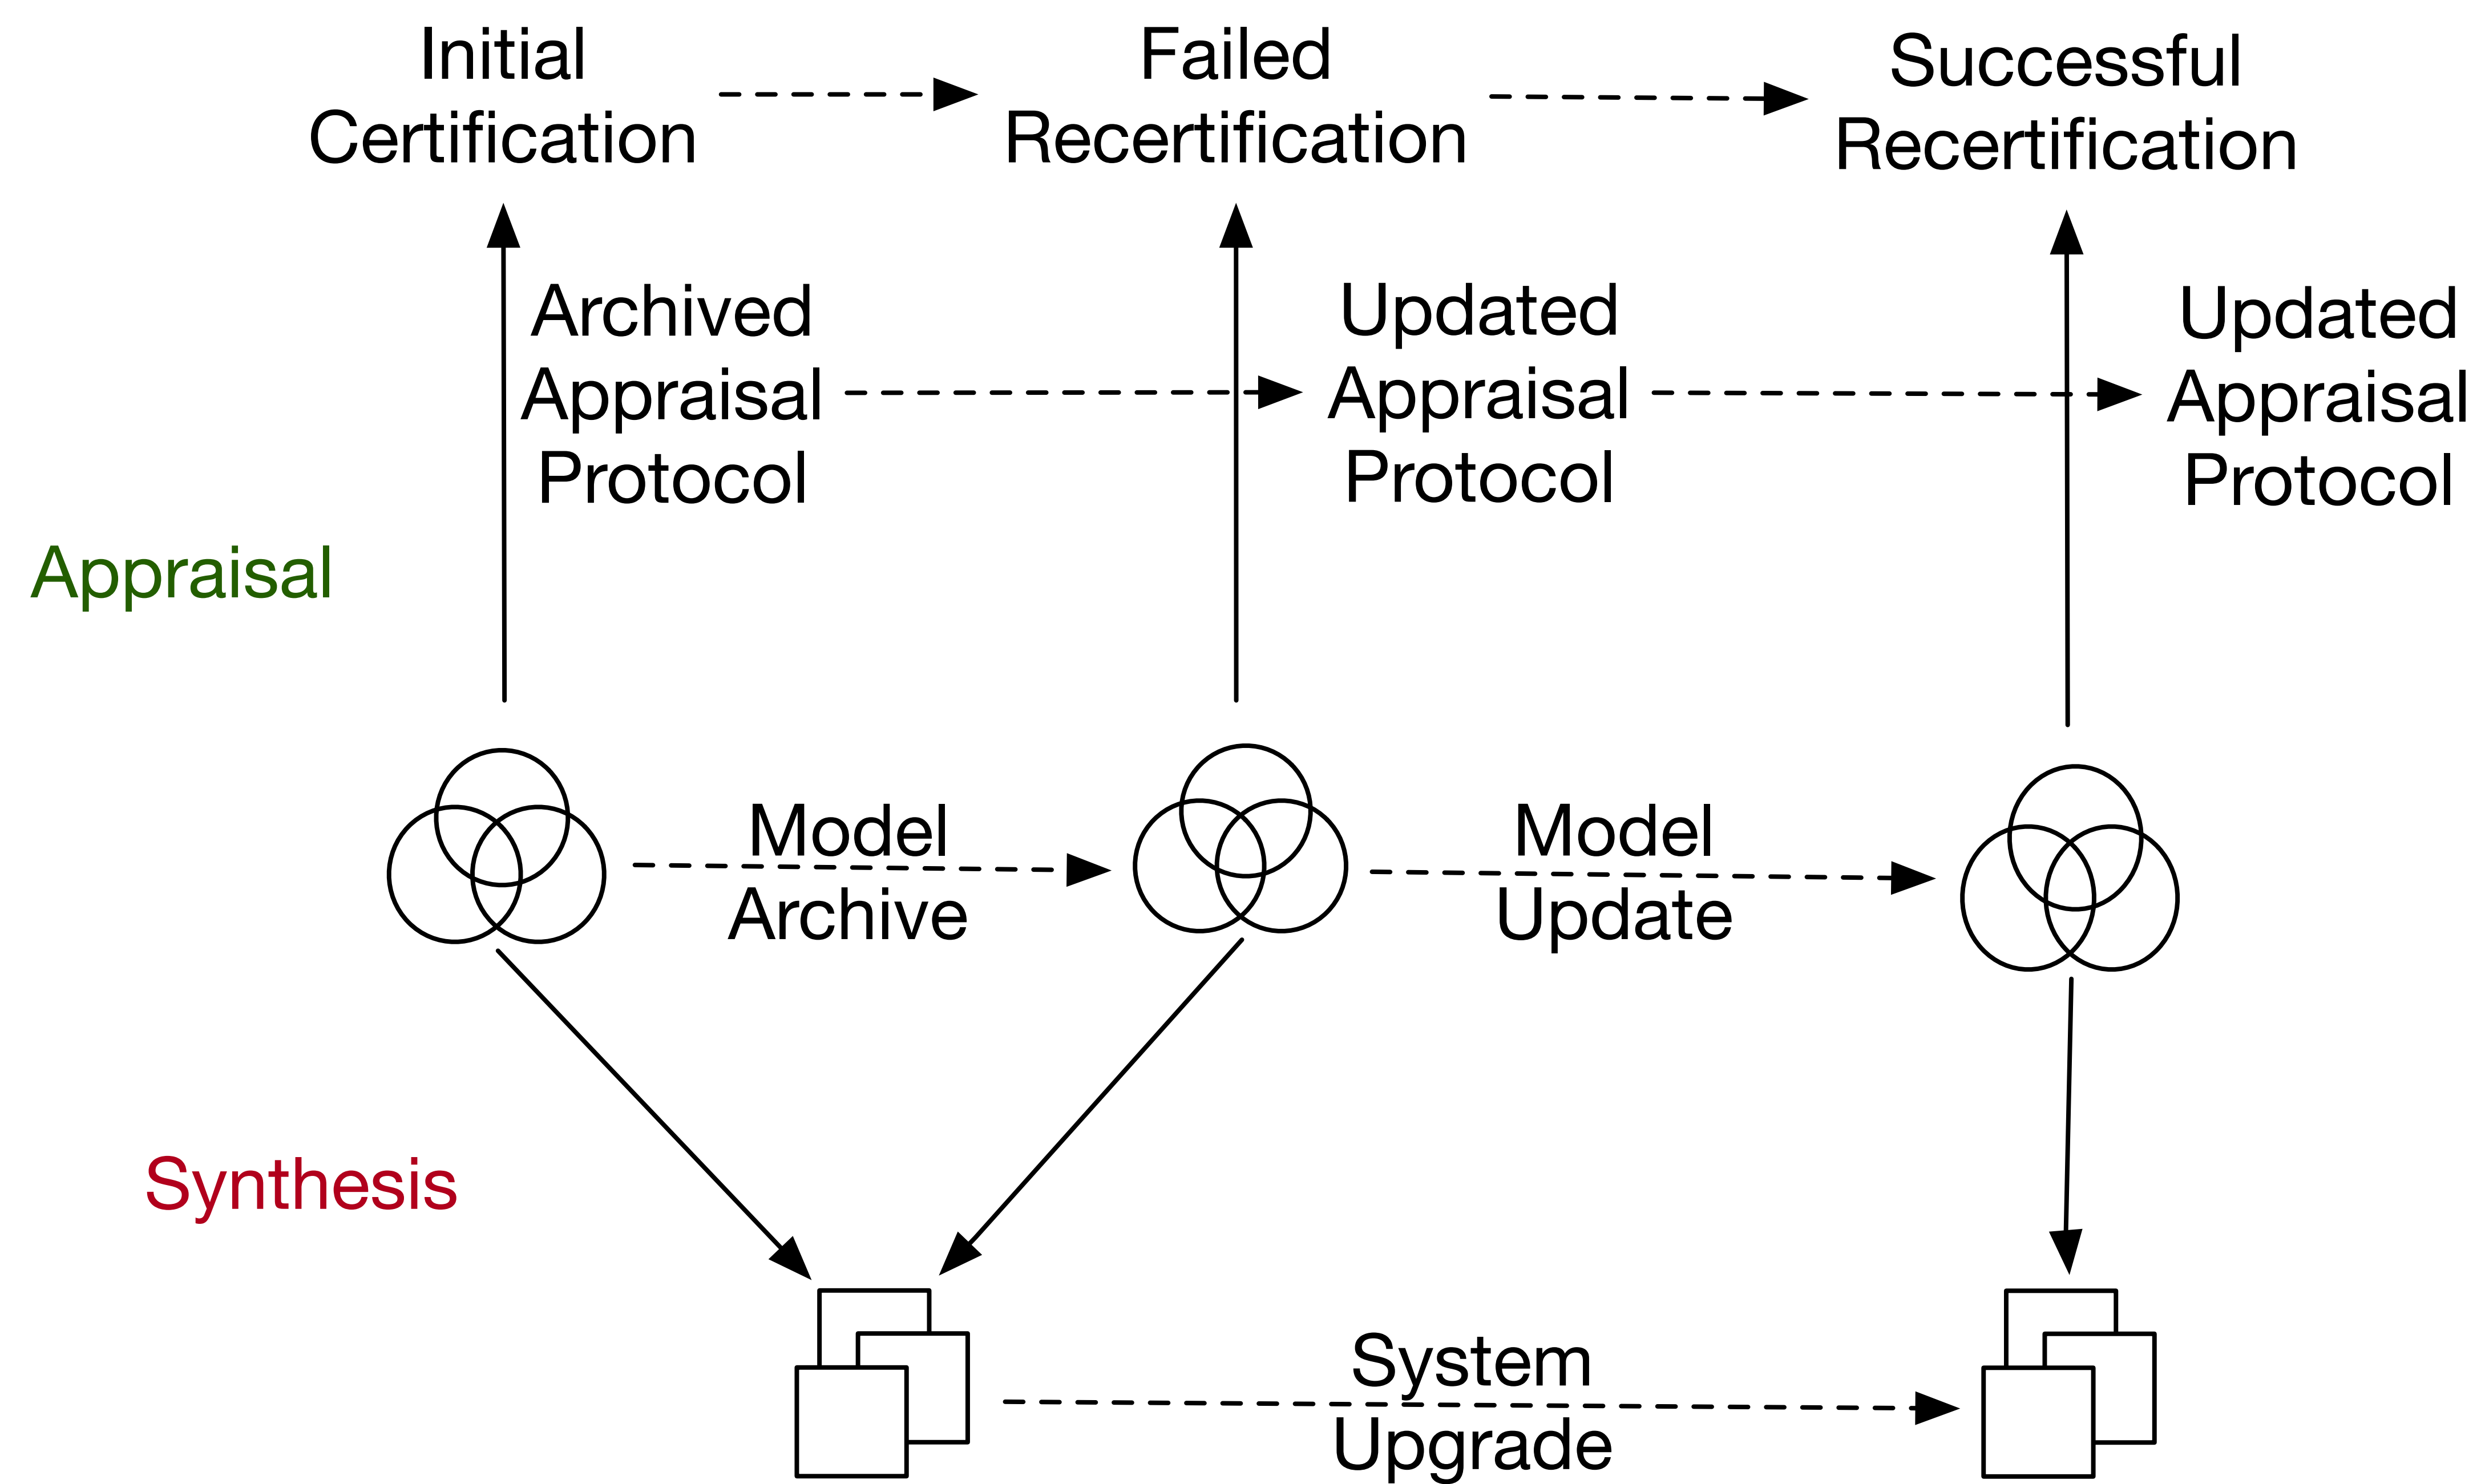 Initial
Certification
Failed
Recertification
Successful
Recertification
Archived
Appraisal
Protocol
Updated
Appraisal
Protocol
Updated
Appraisal
Protocol
Appraisal
Model
Archive
Model
Update
Synthesis
System
Upgrade